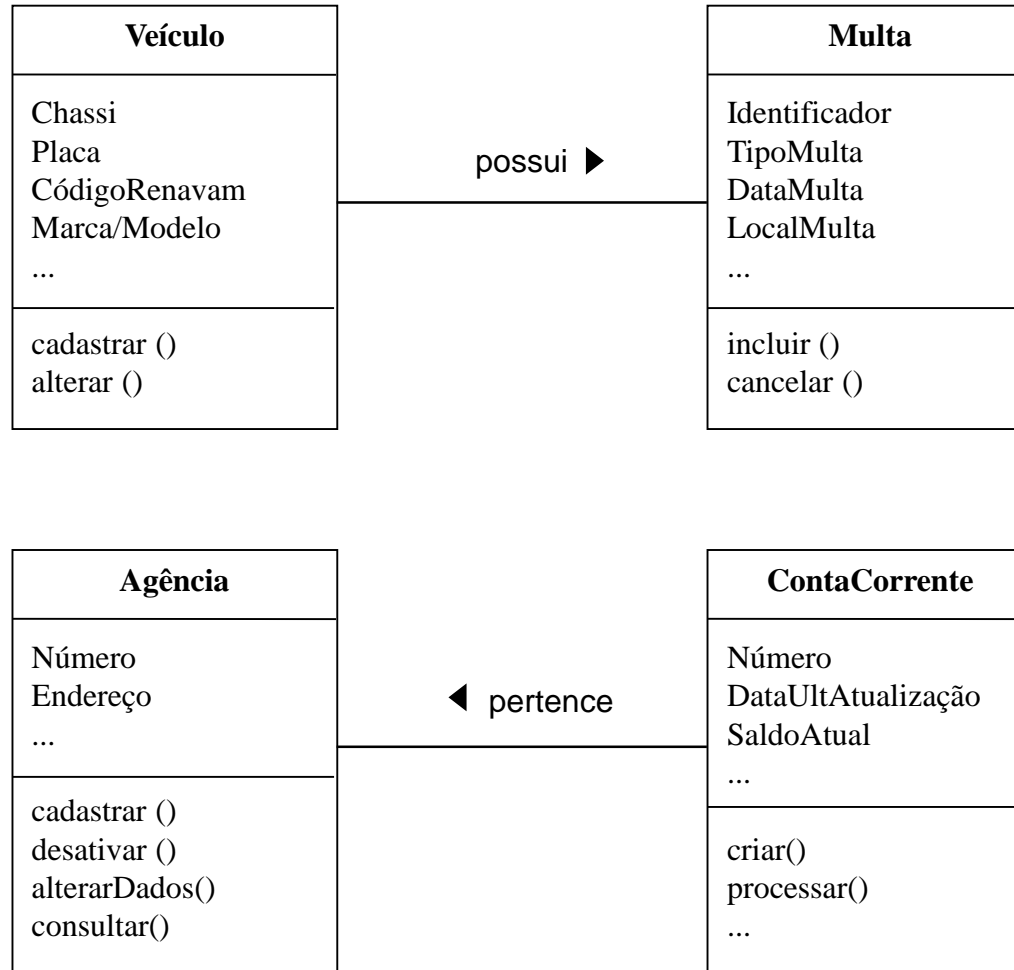 Veículo
Chassi
Placa
CódigoRenavam
Marca/Modelo
...
cadastrar ()
alterar ()
possui
Multa
Identificador
TipoMulta
DataMulta
LocalMulta
...
incluir ()
cancelar ()
Agência
Número
Endereço
...
cadastrar ()
desativar ()
alterarDados()
consultar()
pertence
ContaCorrente
Número
DataUltAtualização
SaldoAtual
...
criar()
processar()
...